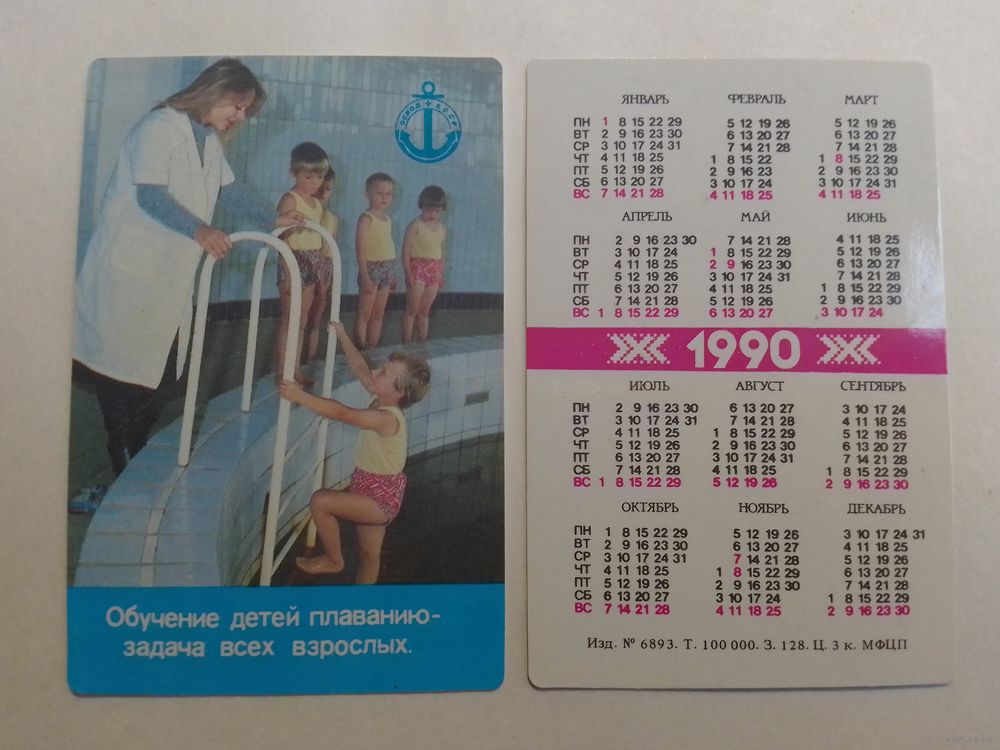 ОСВОД Б.С.С.Р
Обучение детей плаванию-
задача всех взрослых.
ЯНВАРЬ ФЕВРАЛЬ МАРТ
ПН 1 8 15 22 29 5 12 19 26 5 12 19 26
ВТ 2 9 16 23 30 6 13 20 27 6 13 20 27
СР 3 10 17 24 31 7 14 21 28 7 14 21 28
ЧТ 4 11 18 25 1 8 15 22 1 8 15 22 29
ПТ 5 12 19 26 2 9 16 23 2 9 16 23 30
СБ 6 13 20 27 3 10 17 24 3 10 17 24 31
ВС 7 14 21 28 4 11 18 25 4 11 18 25
АПРЕЛЬ МАЙ ИЮНЬ
ПН 2 9 16 23 30 7 14 21 28 4 11 18 25
ВТ 3 10 17 24 1 8 15 22 29 5 12 19 26
СР 4 11 18 25 2 9 16 23 30 6 13 20 27
ЧТ 5 12 19 26 3 10 17 24 31 7 14 21 28
ПТ 6 13 20 27 4 11 18 25 1 8 15 22 29
СБ 7 14 21 28 5 12 19 26 2 9 16 23 30
ВС 1 8 15 22 29 6 13 20 27 3 10 17 24
1990
ИЮЛЬ АВГУСТ СЕНТЯБРЬ
ПН 2 9 16 23 30 6 13 20 27 3 10 17 24
ВТ 3 10 17 24 31 7 14 21 28 4 11 18 25
СР 4 11 18 25 1 8 15 22 29 5 12 19 26
ЧТ 5 12 19 26 2 9 16 23 30 6 13 20 27
ПТ 6 13 20 27 3 10 17 24 31 7 14 21 28
СБ 7 14 21 28 4 11 18 25 1 8 15 22 29
ВС 1 8 15 22 29 5 12 19 26 2 9 16 23 30
ОКТЯБРЬ НОЯБРЬ ДЕКАБРЬ
ПН 1 8 15 22 29 5 12 19 26 3 10 17 24 31
ВТ 2 9 16 23 30 6 13 20 27 4 11 18 25
СР 3 10 17 24 31 7 14 21 28 5 12 19 26
ЧТ 4 11 18 25 1 8 15 22 29 6 13 20 27
ПТ 5 12 19 26 2 9 16 23 30 7 14 21 28
СБ 6 13 20 27 3 10 17 24 1 8 15 22 29
ВС 7 14 21 28 4 11 18 25 2 9 16 23 30
Изд. № 6893. Т. 100 000. З. 128. Ц. 3 к. МФЦП